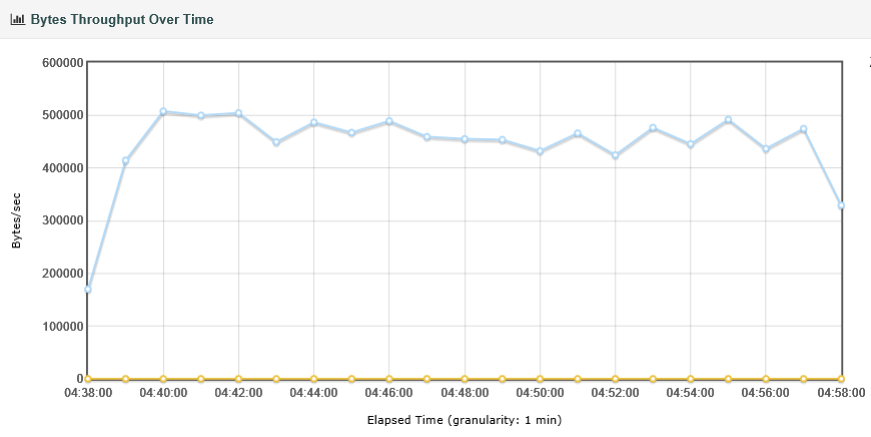 Bytes Throughput Over Time
600000
500000
400000
300000
200000
100000
0
Bytes/sec
04:38:00 04:40:00 04:42:00 04:44:00 04:46:00 04:48:00 04:50:00 04:52:00 04:54:00 04:56:00 04:58:00
Elapsed Time (granularity: 1 min)